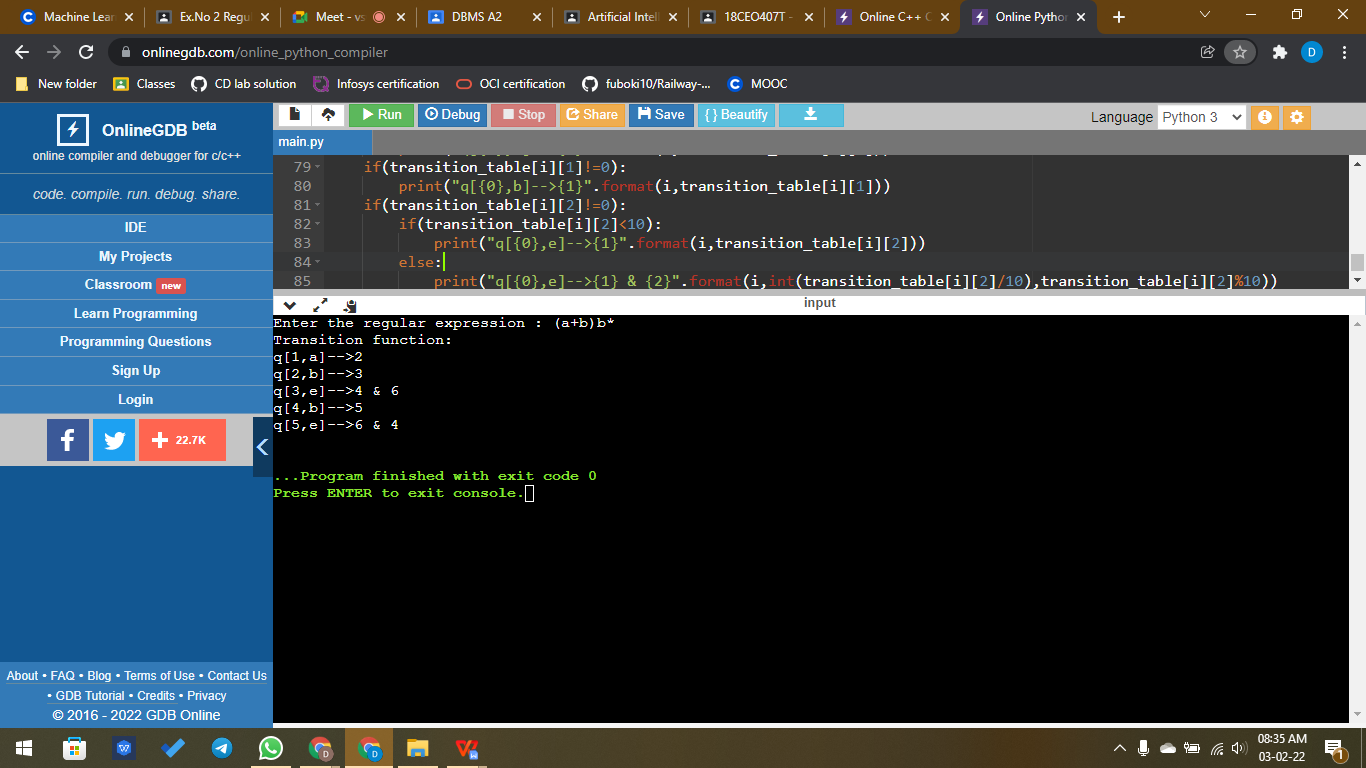 Machine Lear
Ex.No 2 Regu
Meet - vs
DBMS A2
Artificial Intell
18CEO407T -
Online C++ C
Online Python
onlinegdb.com/online_python_compiler
D
New folder
Classes
CD lab solution
Infosys certification
OCI certification
fuboki10/Railway-...
MOOC
OnlineGDB beta
online compiler and debugger for c/c++
code. compile. run. debug. share.
IDE
My Projects
Classroom new
Learn Programming
Programming Questions
Sign Up
Login
22.7K
About • FAQ • Blog • Terms of Use • Contact Us
• GDB Tutorial • Credits • Privacy
© 2016 - 2022 GDB Online
Run Debug Stop Share Save { } Beautify
Language Python 3
main.py
79 if(transition_table[i][1]!=0):
80 print("q[{0},b]-->{1}".format(i,transition_table[i][1]))
81 if(transition_table[i][2]!=0):
82 if(transition_table[i][2]<10):
83 print("q[{0},e]-->{1}".format(i,transition_table[i][2]))
84 else:
85 print("q[{0},e]-->{1} & {2}".format(i,int(transition_table[i][2]/10),transition_table[i][2]%10))
input
Enter the regular expression : (a+b)b*
Transition function:
q[1,a]-->2
q[2,b]-->3
q[3,e]-->4 & 6
q[4,b]-->5
q[5,e]-->6 & 4
...Program finished with exit code 0
Press ENTER to exit console.
08:35 AM
03-02-22
1